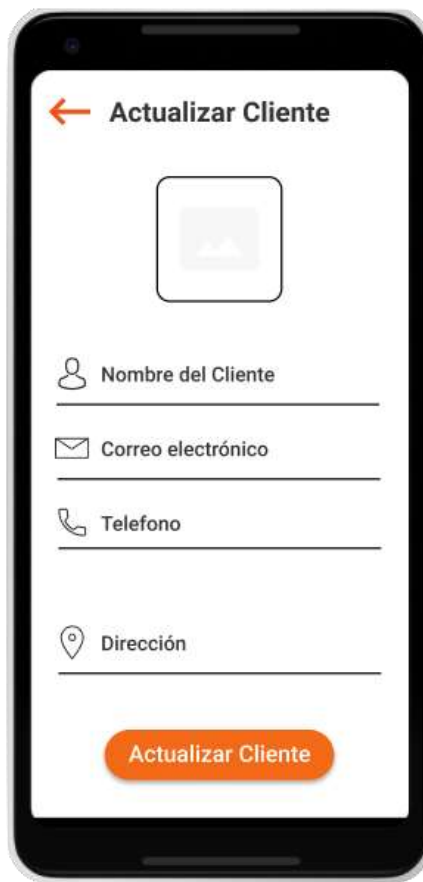 Actualizar Cliente
Nombre del Cliente
Correo electrónico
Telefono
Dirección
Actualizar Cliente